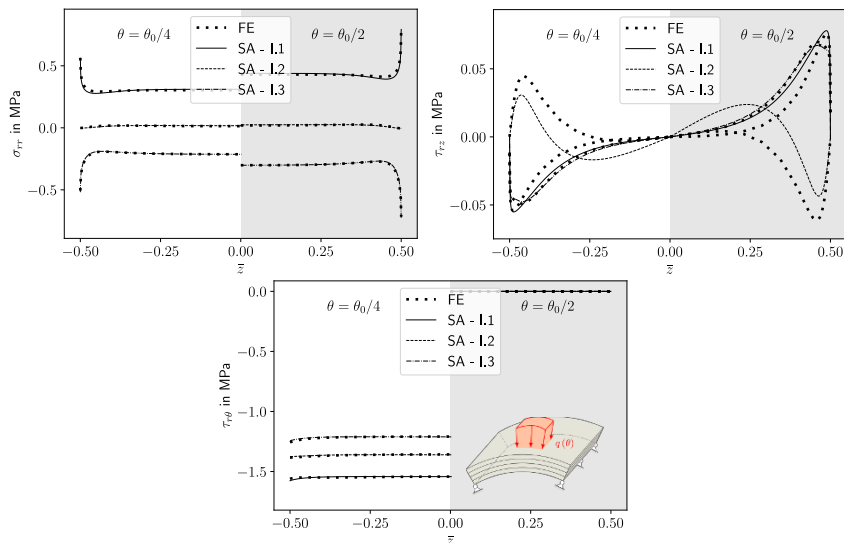 θ = θ₀/4
FE
SA - I.1
SA - I.2
SA - I.3
θ = θ₀/2
σᵣᵣ in MPa
0.5
0.0
−0.5
−0.50
−0.25
0.00
0.25
0.50
z̄
θ = θ₀/4
FE
SA - I.1
SA - I.2
SA - I.3
θ = θ₀/2
τ_{rz} in MPa
0.05
0.00
−0.05
−0.50
−0.25
0.00
0.25
0.50
z̄
θ = θ₀/4
FE
SA - I.1
SA - I.2
SA - I.3
θ = θ₀/2
τ_{rθ} in MPa
0.0
−0.5
−1.0
−1.5
q(θ)
−0.50
−0.25
0.00
0.25
0.50
z̄